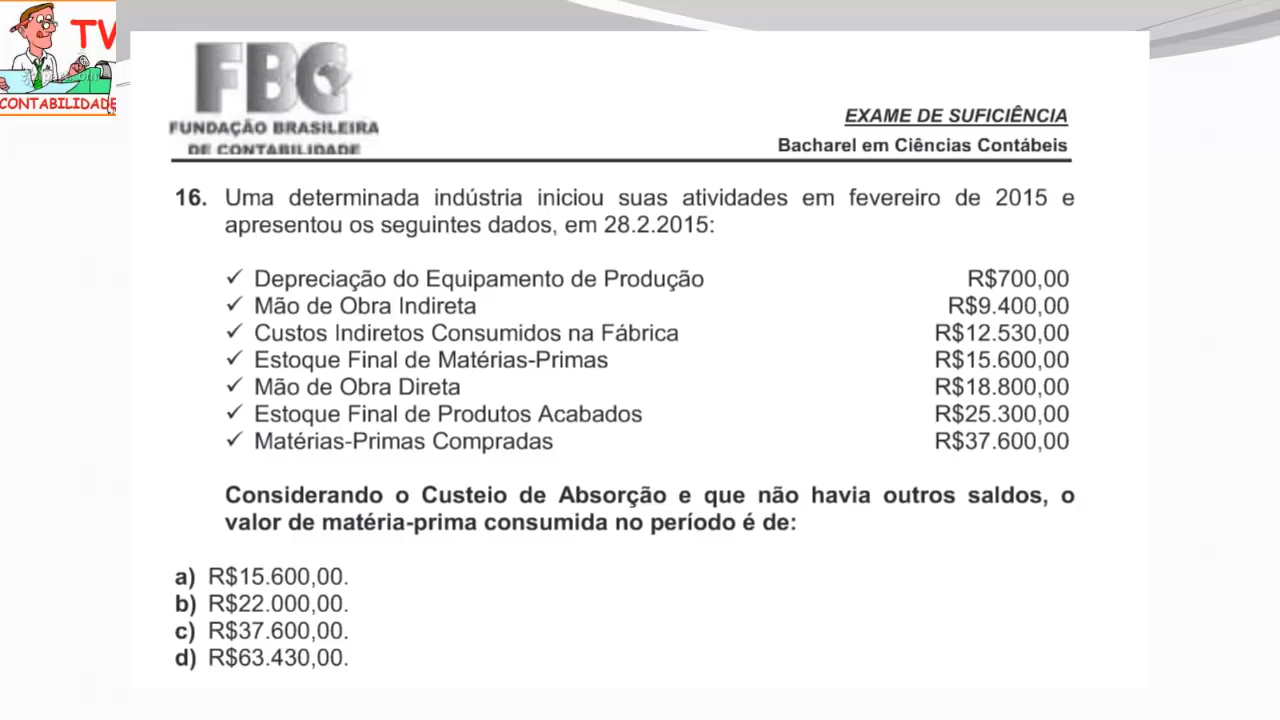 TV
CONTABILIDADE
FBC
FUNDAÇÃO BRASILEIRA
DE CONTABILIDADE
EXAME DE SUFICIÊNCIA
Bacharel em Ciências Contábeis
16. Uma determinada indústria iniciou suas atividades em fevereiro de 2015 e
apresentou os seguintes dados, em 28.2.2015:
✓ Depreciação do Equipamento de Produção R$700,00
✓ Mão de Obra Indireta R$9.400,00
✓ Custos Indiretos Consumidos na Fábrica R$12.530,00
✓ Estoque Final de Matérias-Primas R$15.600,00
✓ Mão de Obra Direta R$18.800,00
✓ Estoque Final de Produtos Acabados R$25.300,00
✓ Matérias-Primas Compradas R$37.600,00
Considerando o Custeio de Absorção e que não havia outros saldos, o
valor de matéria-prima consumida no período é de:
a) R$15.600,00.
b) R$22.000,00.
c) R$37.600,00.
d) R$63.430,00.